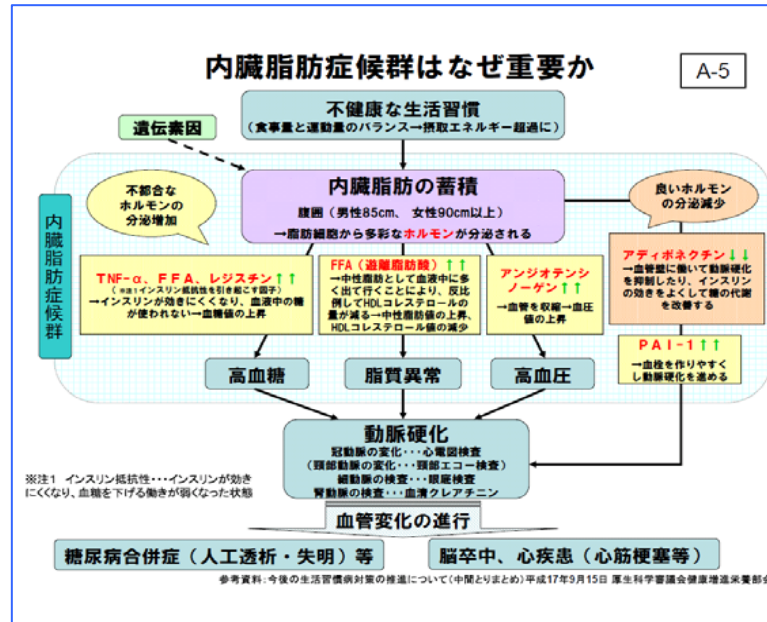 内臓脂肪症候群はなぜ重要か
A-5
不健康な生活習慣
(食事量と運動量のバランス→摂取エネルギー超過に)
遺伝素因
内臓脂肪症候群
不都合な
ホルモンの
分泌増加
内臓脂肪の蓄積
腹囲(男性85cm、女性90cm以上)
→脂肪細胞から多彩なホルモンが分泌される
良いホルモン
の分泌減少
TNF-α、FFA、レジスチン↑↑
(※注1インスリン抵抗性を引き起こす因子)
→インスリンが効きにくくなり、血液中の糖
が使われない→血糖値の上昇
FFA(遊離脂肪酸)↑↑
→中性脂肪として血液中に多
く出て行くことにより、反比
例してHDLコレステロールの
量が減る→中性脂肪値の上昇、
HDLコレステロール値の減少
アンジオテンシ
ノーゲン↑↑
→血管を収縮→血圧
値の上昇
アディポネクチン↓↓
→血管壁に働いて動脈硬化
を抑制したり、インスリン
の効きをよくして糖の代謝
を改善する
PAI-1↑↑
→血栓を作りやすく
し動脈硬化を進める
高血糖
脂質異常
高血圧
動脈硬化
冠動脈の変化・・・心電図検査
(頸部動脈の変化・・・頸部エコー検査)
細動脈の検査・・・眼底検査
腎動脈の検査・・・血清クレアチニン
※注1 インスリン抵抗性・・・インスリンが効き
にくくなり、血糖を下げる働きが弱くなった状態
血管変化の進行
糖尿病合併症(人工透析・失明)等
脳卒中、心疾患(心筋梗塞等)
参考資料:今後の生活習慣病対策の推進について(中間とりまとめ)平成17年9月15日 厚生科学審議会健康増進栄養部会